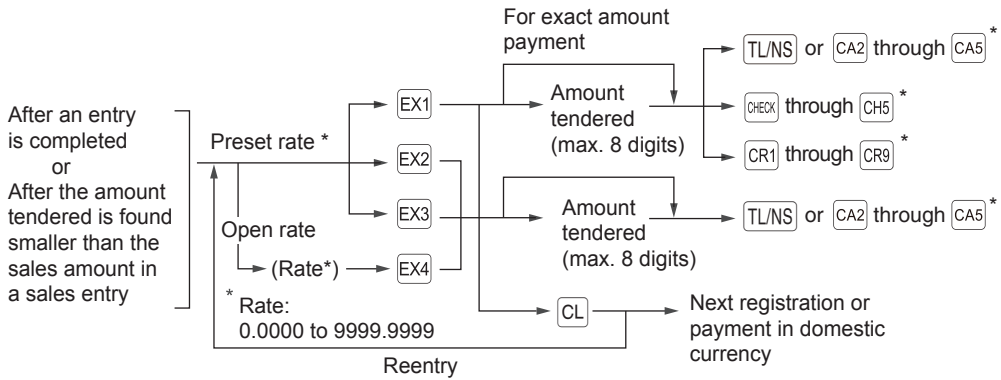 For exact amount
payment
TL/NS or CA2 through CA5 *
After an entry
is completed
or
After the amount
tendered is found
smaller than the
sales amount in
a sales entry
Preset rate *
EX1
EX2
EX3
Open rate
(Rate*)
EX4
* Rate:
0.0000 to 9999.9999
Amount
tendered
(max. 8 digits)
CHECK through CH5 *
CR1 through CR9 *
Amount
tendered
(max. 8 digits)
TL/NS or CA2 through CA5 *
CL
Next registration or
payment in domestic
currency
Reentry